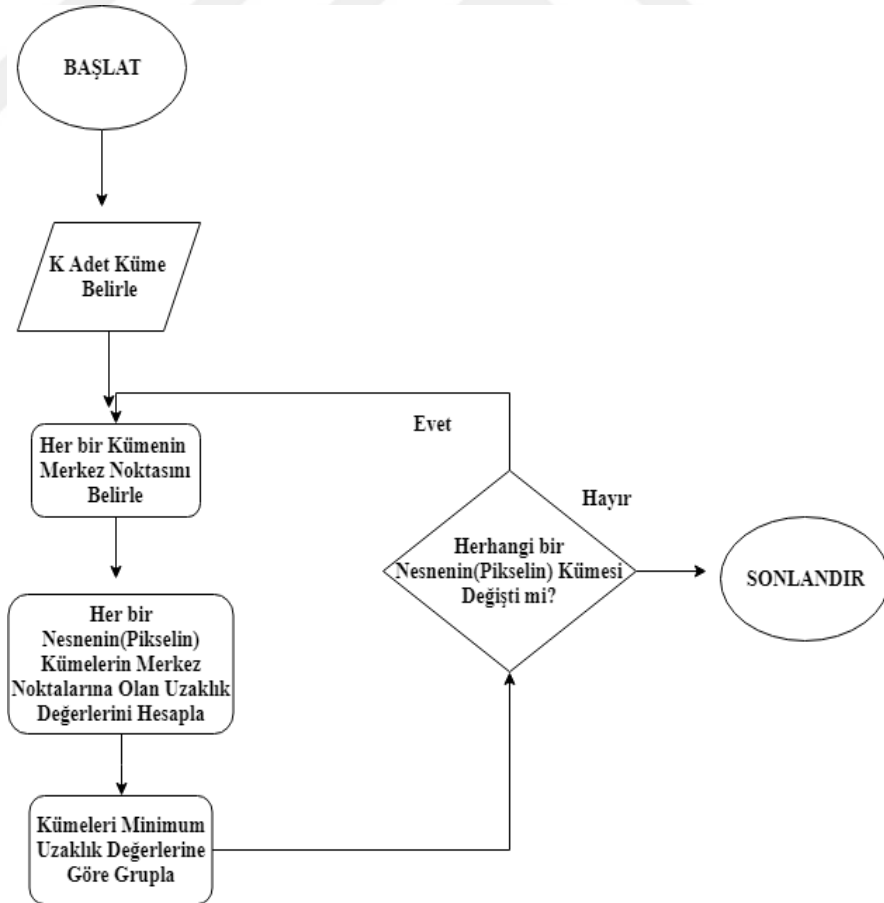 BAŞLAT
K Adet Küme
Belirle
Her bir Kümenin
Merkez Noktasını
Belirle
Her bir
Nesnenin(Pikselin)
Kümelerin Merkez
Noktalarına Olan Uzaklık
Değerlerini Hesapla
Kümeleri Minimum
Uzaklık Değerlerine
Göre Grupla
Evet
Herhangi bir
Nesnenin(Pikselin) Kümesi
Değişti mi?
Hayır
SONLANDIR